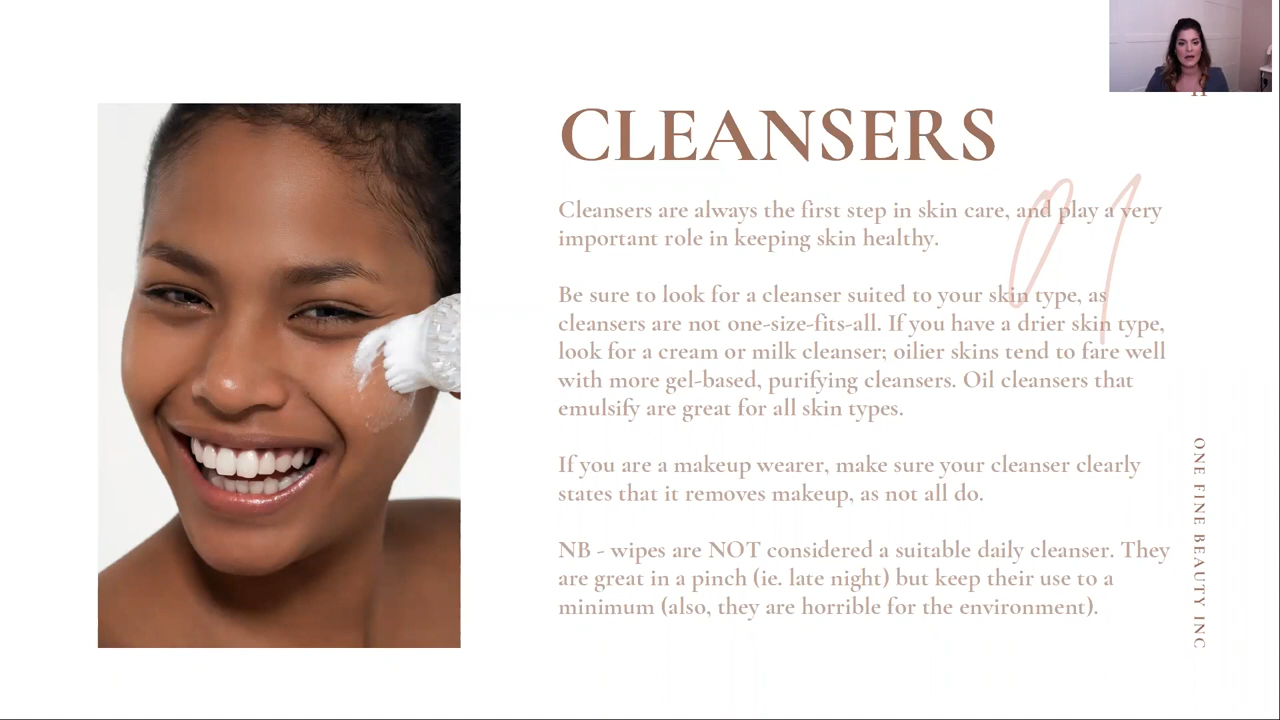 CLEANSERS
01
Cleansers are always the first step in skin care, and play a very
important role in keeping skin healthy.
Be sure to look for a cleanser suited to your skin type, as
cleansers are not one-size-fits-all. If you have a drier skin type,
look for a cream or milk cleanser; oilier skins tend to fare well
with more gel-based, purifying cleansers. Oil cleansers that
emulsify are great for all skin types.
If you are a makeup wearer, make sure your cleanser clearly
states that it removes makeup, as not all do.
NB - wipes are NOT considered a suitable daily cleanser. They
are great in a pinch (ie. late night) but keep their use to a
minimum (also, they are horrible for the environment).
ONE FINE BEAUTY INC